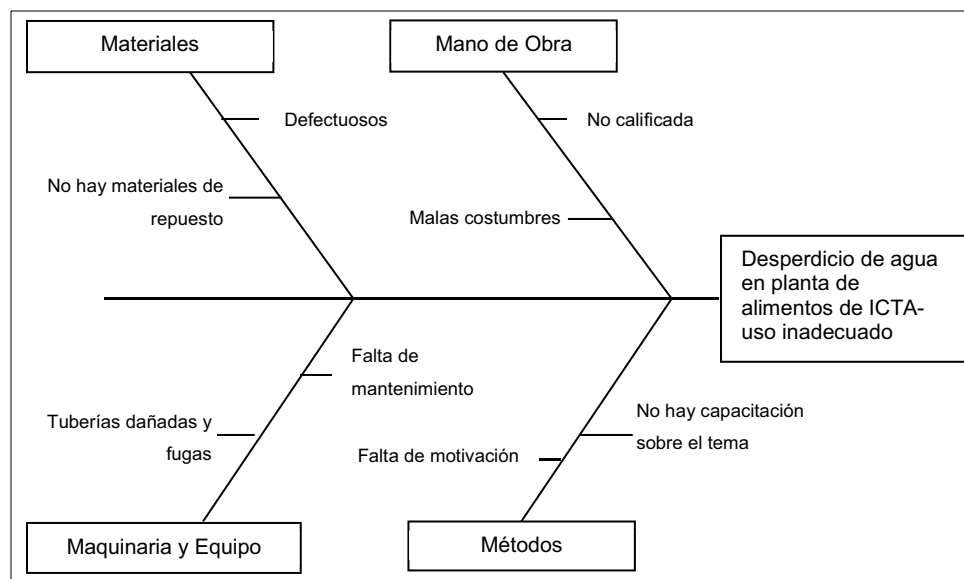 Materiales
Mano de Obra
Defectuosos
No calificada
No hay materiales de
repuesto
Malas costumbres
Desperdicio de agua
en planta de
alimentos de ICTA-
uso inadecuado
Falta de
mantenimiento
Tuberías dañadas y
fugas
No hay capacitación
sobre el tema
Falta de motivación
Maquinaria y Equipo
Métodos